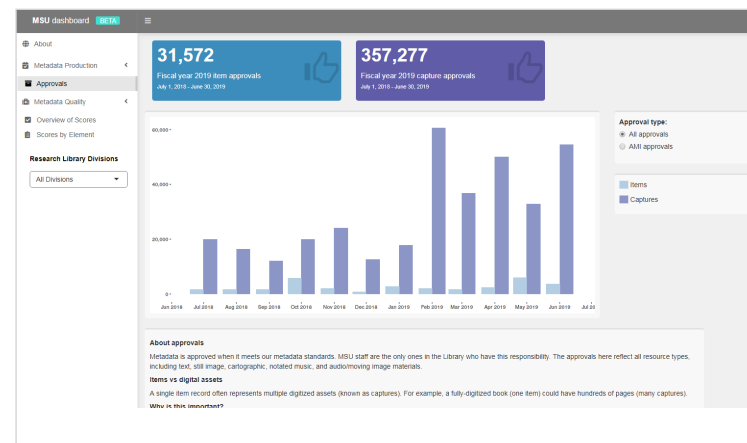 MSU dashboard BETA
About
Metadata Production
Approvals
Metadata Quality
Overview of Scores
Scores by Element
Research Library Divisions
All Divisions
31,572
Fiscal year 2019 item approvals
July 1, 2018 - June 30, 2019
357,277
Fiscal year 2019 capture approvals
July 1, 2018 - June 30, 2019
60,000
40,000
20,000
0
Jun 2018 Jul 2018 Aug 2018 Sep 2018 Oct 2018 Nov 2018 Dec 2018 Jan 2019 Feb 2019 Mar 2019 Apr 2019 May 2019 Jun 2019 Jul 20
Approval type:
All approvals
AMI approvals
Items
Captures
About approvals
Metadata is approved when it meets our metadata standards. MSU staff are the only ones in the Library who have this responsibility. The approvals here reflect all resource types,
including text, still image, cartographic, notated music, and audio/moving image materials.
Items vs digital assets
A single item record often represents multiple digitized assets (known as captures). For example, a fully-digitized book (one item) could have hundreds of pages (many captures).
Why is this important?